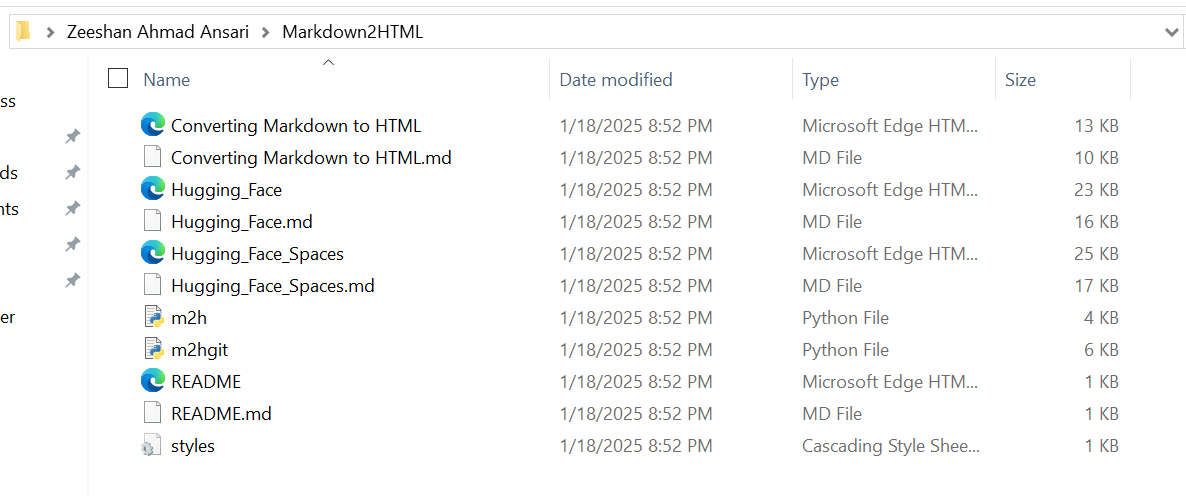 Zeeshan Ahmad Ansari > Markdown2HTML
Name Date modified Type Size
ss
Converting Markdown to HTML 1/18/2025 8:52 PM Microsoft Edge HTM... 13 KB
Converting Markdown to HTML.md 1/18/2025 8:52 PM MD File 10 KB
ds
Hugging_Face 1/18/2025 8:52 PM Microsoft Edge HTM... 23 KB
nts
Hugging_Face.md 1/18/2025 8:52 PM MD File 16 KB
Hugging_Face_Spaces 1/18/2025 8:52 PM Microsoft Edge HTM... 25 KB
Hugging_Face_Spaces.md 1/18/2025 8:52 PM MD File 17 KB
er
m2h 1/18/2025 8:52 PM Python File 4 KB
m2hgit 1/18/2025 8:52 PM Python File 6 KB
README 1/18/2025 8:52 PM Microsoft Edge HTM... 1 KB
README.md 1/18/2025 8:52 PM MD File 1 KB
styles 1/18/2025 8:52 PM Cascading Style Shee... 1 KB